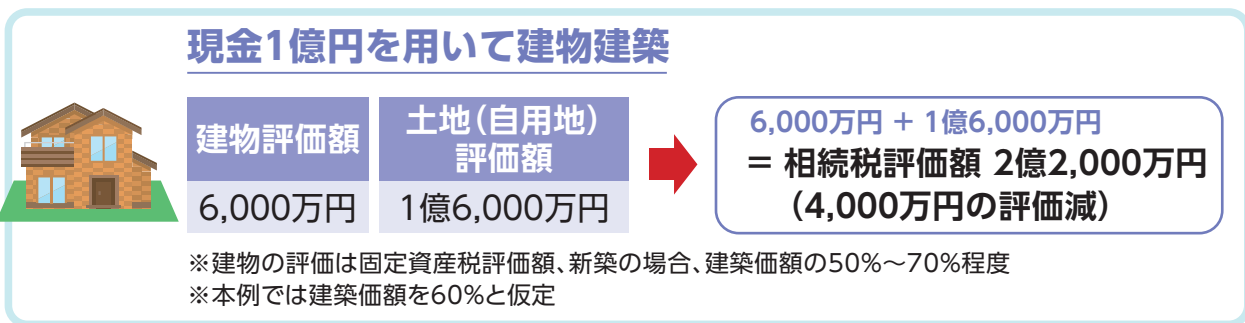 現金1億円を用いて建物建築
建物評価額
土地(自用地)
評価額
6,000万円
1億6,000万円
6,000万円 + 1億6,000万円
= 相続税評価額 2億2,000万円
(4,000万円の評価減)
※建物の評価は固定資産税評価額、新築の場合、建築価額の50%〜70%程度
※本例では建築価額を60%と仮定